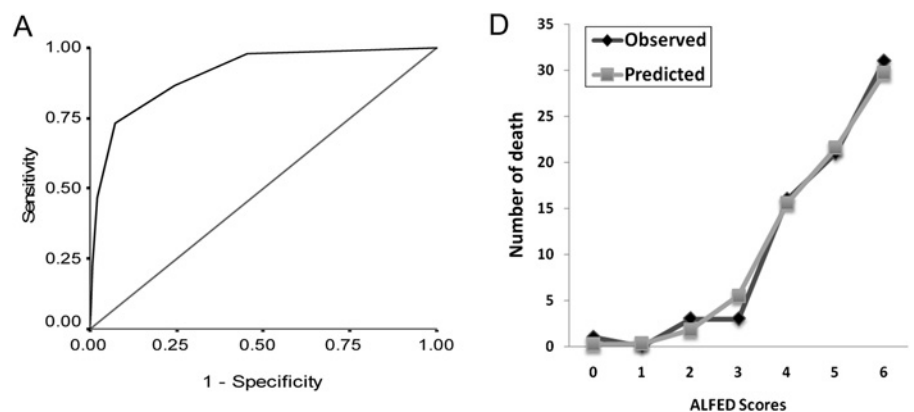 A
1.00
0.75
0.50
0.25
0.00
Sensitivity
0.00 0.25 0.50 0.75 1.00
1 - Specificity
D
Observed
Predicted
35
30
25
20
15
10
5
0
Number of death
0 1 2 3 4 5 6
ALFED Scores